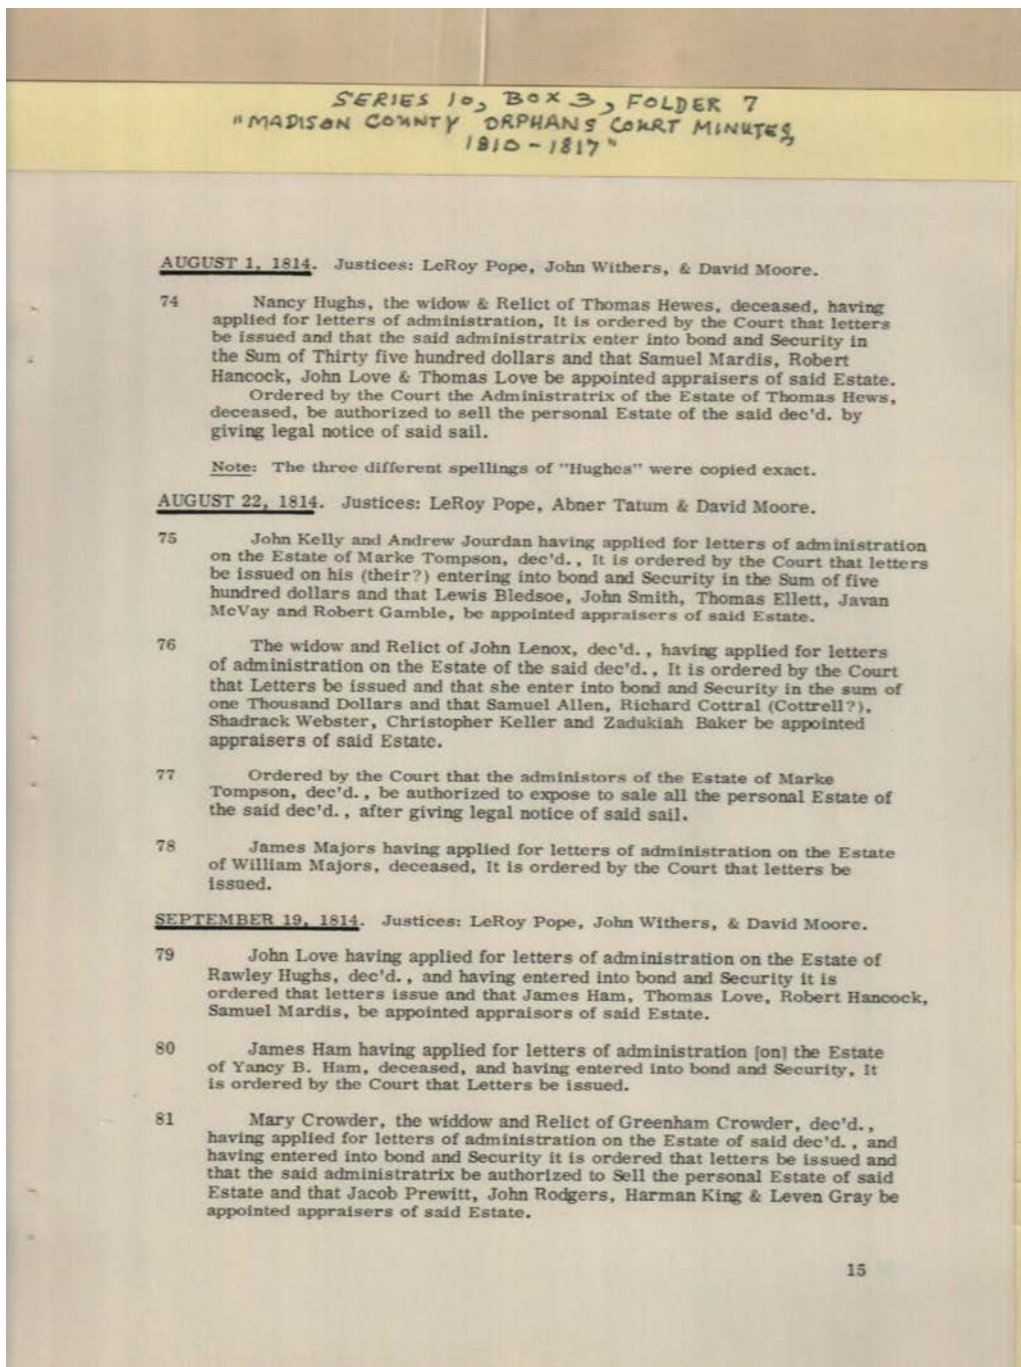 SERIES 10, BOX 3, FOLDER 7
"MADISON COUNTY ORPHANS COURT MINUTES,
1810 - 1817"
AUGUST 1, 1814. Justices: LeRoy Pope, John Withers, & David Moore.
74 Nancy Hughs, the widow & Relict of Thomas Hewes, deceased, having
applied for letters of administration, It is ordered by the Court that letters
be issued and that the said administratrix enter into bond and Security in
the Sum of Thirty five hundred dollars and that Samuel Mardis, Robert
Hancock, John Love & Thomas Love be appointed appraisers of said Estate.
Ordered by the Court the Administratrix of the Estate of Thomas Hews,
deceased, be authorized to sell the personal Estate of the said dec'd. by
giving legal notice of said sail.
Note: The three different spellings of "Hughes" were copied exact.
AUGUST 22, 1814. Justices: LeRoy Pope, Abner Tatum & David Moore.
75 John Kelly and Andrew Jourdan having applied for letters of administration
on the Estate of Marke Tompson, dec'd., It is ordered by the Court that letters
be issued on his (their?) entering into bond and Security in the Sum of five
hundred dollars and that Lewis Bledsoe, John Smith, Thomas Ellett, Javan
McVay and Robert Gamble, be appointed appraisers of said Estate.
76 The widow and Relict of John Lenox, dec'd., having applied for letters
of administration on the Estate of the said dec'd., It is ordered by the Court
that Letters be issued and that she enter into bond and Security in the sum of
one Thousand Dollars and that Samuel Allen, Richard Cottral (Cottrell?),
Shadrack Webster, Christopher Keller and Zadukiah Baker be appointed
appraisers of said Estate.
77 Ordered by the Court that the administors of the Estate of Marke
Tompson, dec'd., be authorized to expose to sale all the personal Estate of
the said dec'd., after giving legal notice of said sail.
78 James Majors having applied for letters of administration on the Estate
of William Majors, deceased, It is ordered by the Court that letters be
issued.
SEPTEMBER 19, 1814. Justices: LeRoy Pope, John Withers, & David Moore.
79 John Love having applied for letters of administration on the Estate of
Rawley Hughs, dec'd., and having entered into bond and Security it is
ordered that letters issue and that James Ham, Thomas Love, Robert Hancock,
Samuel Mardis, be appointed appraisors of said Estate.
80 James Ham having applied for letters of administration [on] the Estate
of Yancy B. Ham, deceased, and having entered into bond and Security, It
is ordered by the Court that Letters be issued.
81 Mary Crowder, the widdow and Relict of Greenham Crowder, dec'd.,
having applied for letters of administration on the Estate of said dec'd., and
having entered into bond and Security it is ordered that letters be issued and
that the said administratrix be authorized to Sell the personal Estate of said
Estate and that Jacob Prewitt, John Rodgers, Harman King & Leven Gray be
appointed appraisers of said Estate.
15